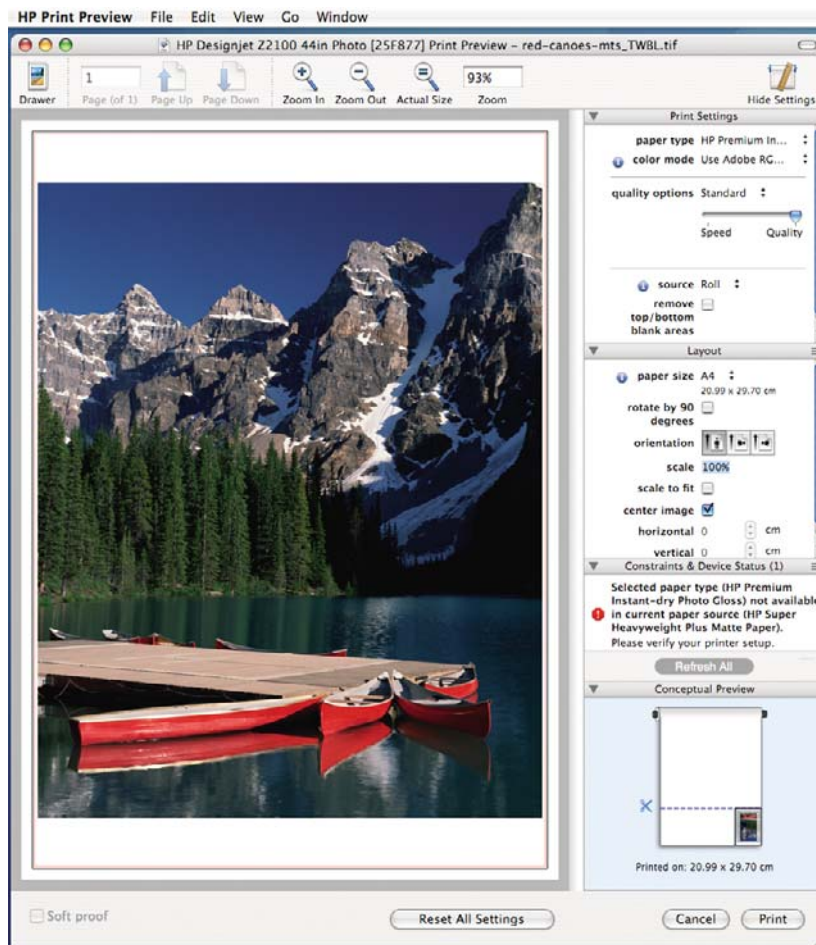 HP Print Preview File Edit View Go Window
HP Designjet Z2100 44in Photo [25F877] Print Preview – red-canoes-mts_TWBL.tif
1
93%
Drawer Page (of 1) Page Up Page Down Zoom In Zoom Out Actual Size Zoom Hide Settings
Print Settings
paper type HP Premium In...
color mode Use Adobe RG...
quality options Standard
Speed Quality
source Roll
remove
top/bottom
blank areas
Layout
paper size A4
20.99 x 29.70 cm
rotate by 90
degrees
orientation
scale 100%
scale to fit
center image
horizontal 0 cm
vertical 0 cm
Constraints & Device Status (1)
Selected paper type (HP Premium
Instant-dry Photo Gloss) not available
in current paper source (HP Super
Heavyweight Plus Matte Paper).
Please verify your printer setup.
Refresh All
Conceptual Preview
Printed on: 20.99 x 29.70 cm
Soft proof Reset All Settings Cancel Print